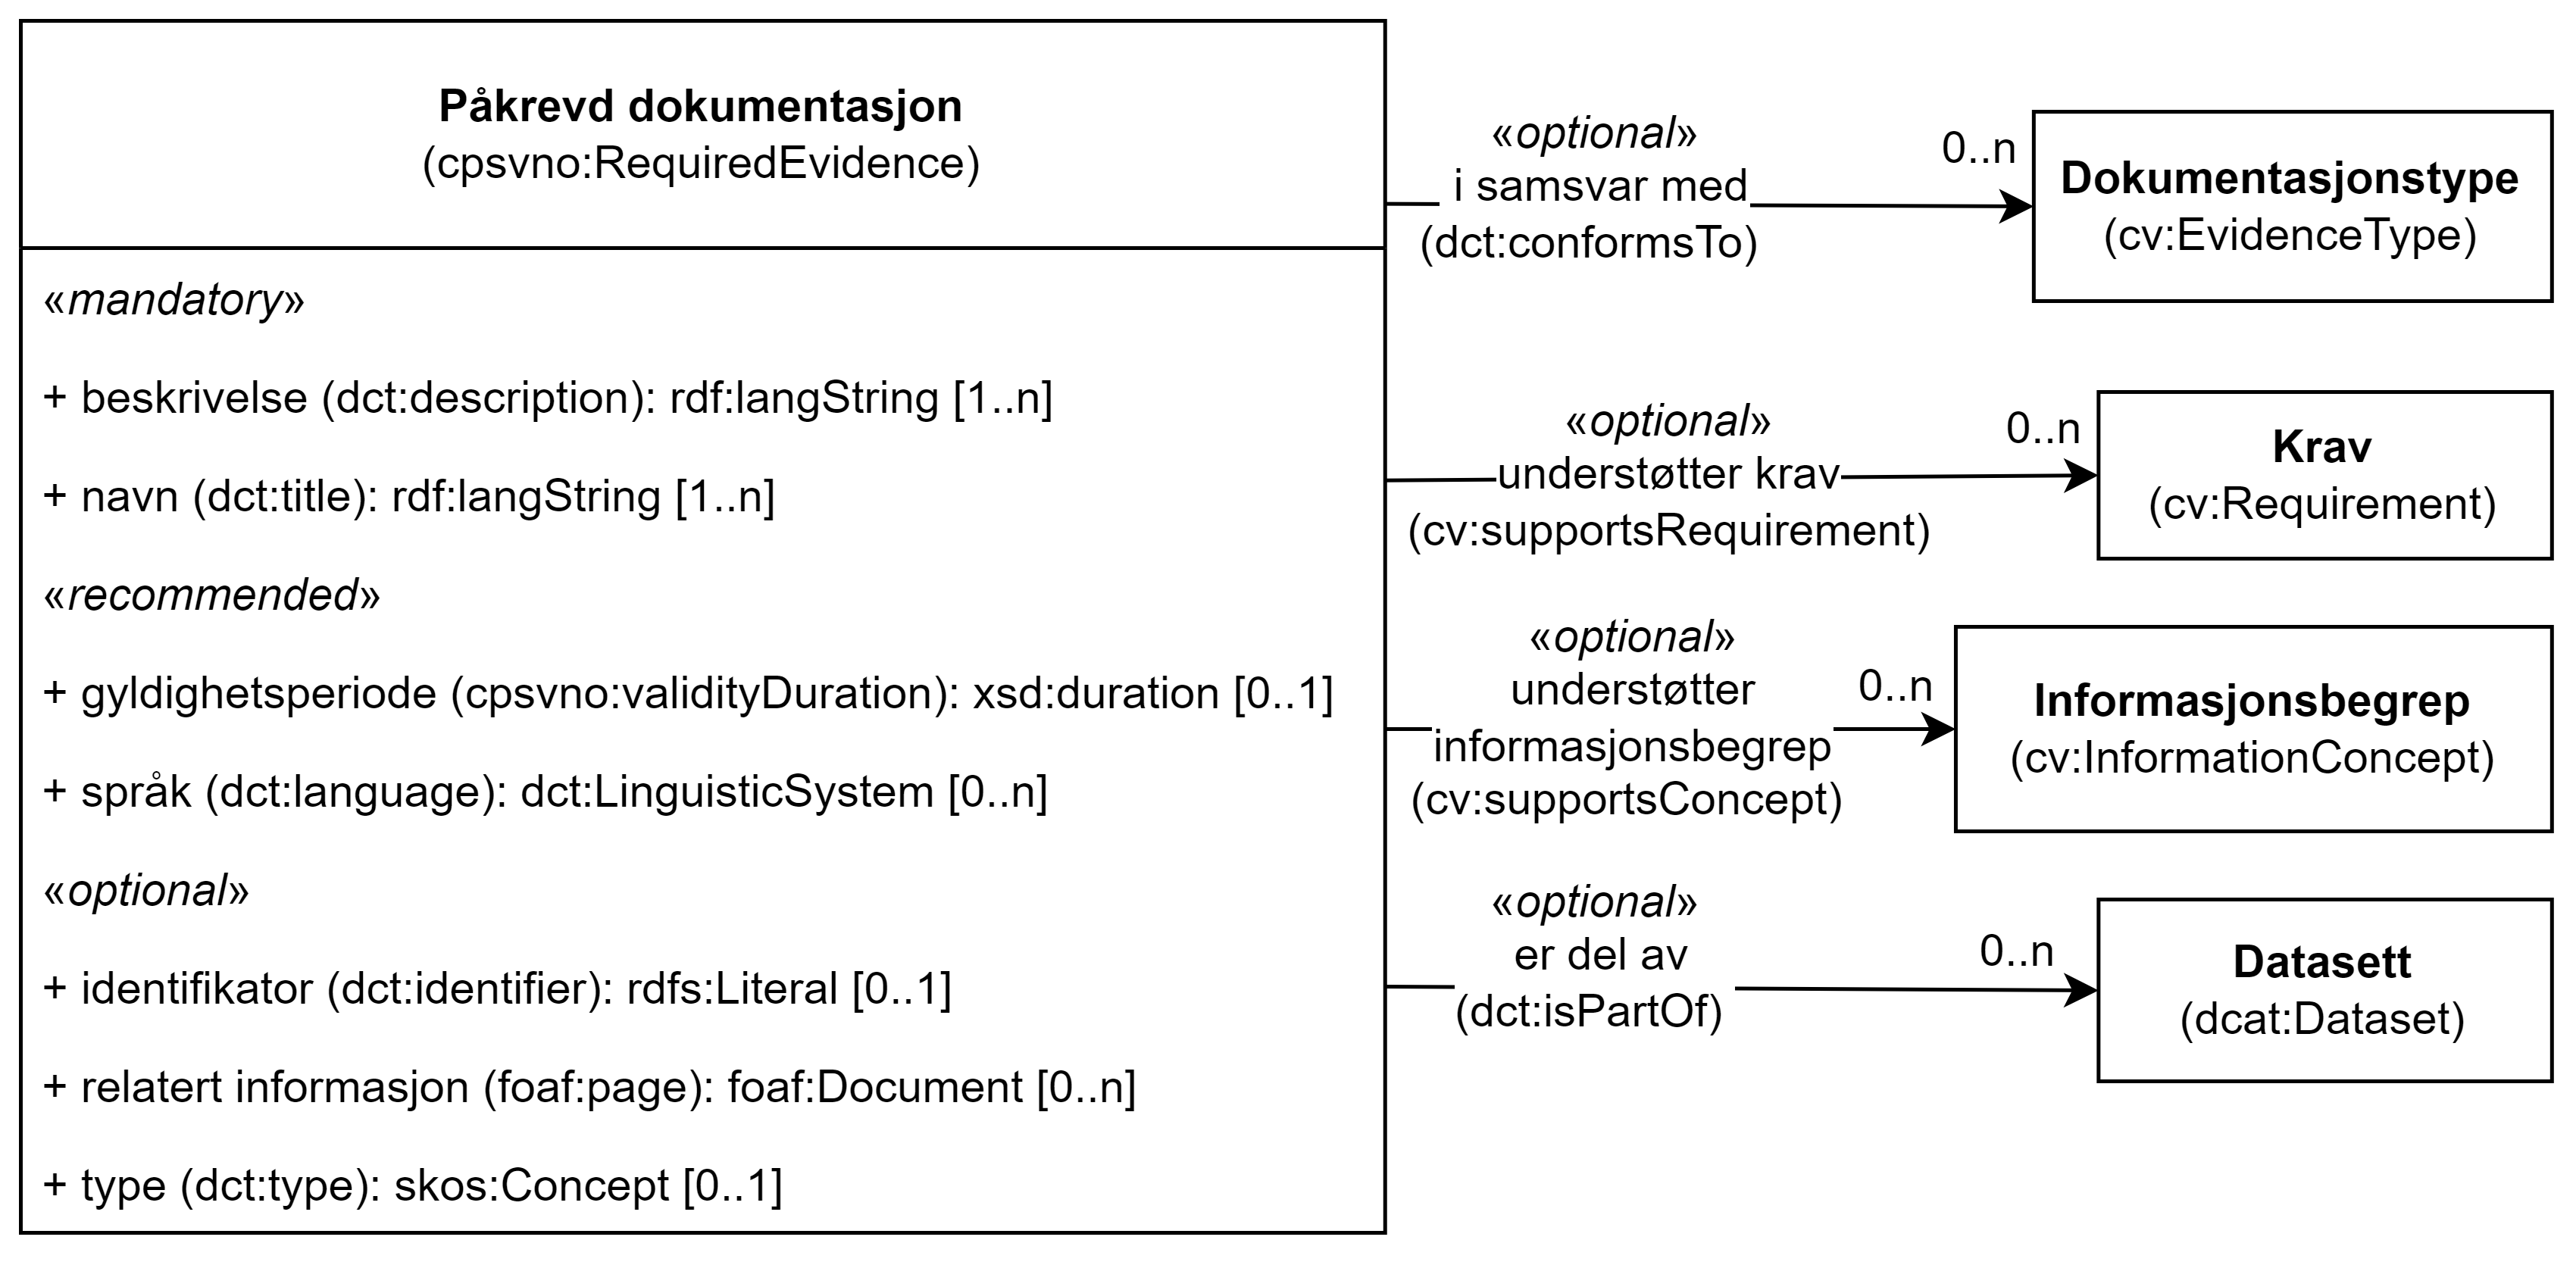 Påkrevd dokumentasjon
(cpsvno:RequiredEvidence)
«mandatory»
+ beskrivelse (dct:description): rdf:langString [1..n]
+ navn (dct:title): rdf:langString [1..n]
«recommended»
+ gyldighetsperiode (cpsvno:validityDuration): xsd:duration [0..1]
+ språk (dct:language): dct:LinguisticSystem [0..n]
«optional»
+ identifikator (dct:identifier): rdfs:Literal [0..1]
+ relatert informasjon (foaf:page): foaf:Document [0..n]
+ type (dct:type): skos:Concept [0..1]
«optional»
i samsvar med
(dct:conformsTo)
0..n
Dokumentasjonstype
(cv:EvidenceType)
«optional»
understøtter krav
(cv:supportsRequirement)
0..n
Krav
(cv:Requirement)
«optional»
understøtter
informasjonsbegrep
(cv:supportsConcept)
0..n
Informasjonsbegrep
(cv:InformationConcept)
«optional»
er del av
(dct:isPartOf)
0..n
Datasett
(dcat:Dataset)